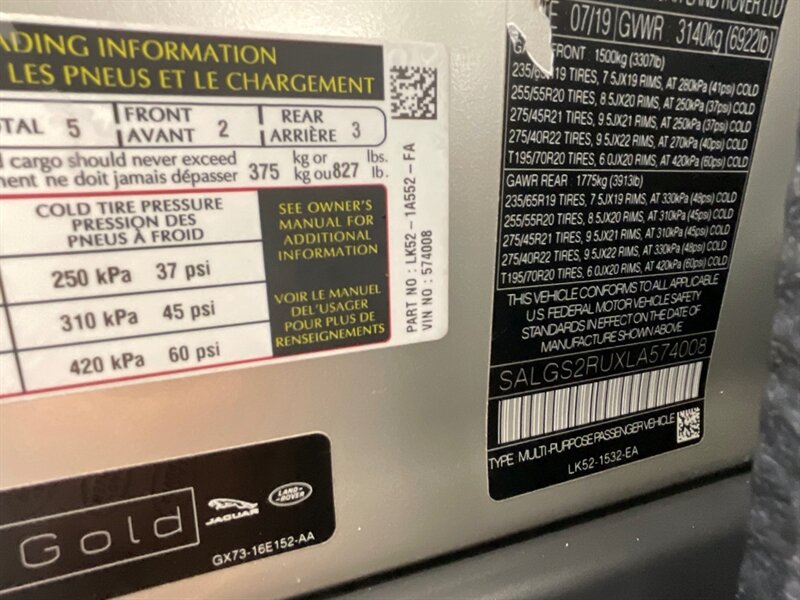 ADING INFORMATION
LES PNEUS ET LE CHARGEMENT
OTAL 5 FRONT AVANT 2 REAR ARRIÈRE 3
cargo should never exceed 375 kg or 827 lbs.
ment ne doit jamais dépasser kg ou lb.
COLD TIRE PRESSURE
PRESSION DES
PNEUS À FROID
250 kPa 37 psi
310 kPa 45 psi
420 kPa 60 psi
SEE OWNER'S
MANUAL FOR
ADDITIONAL
INFORMATION
VOIR LE MANUEL
DE L'USAGER
POUR PLUS DE
RENSEIGNEMENTS
PART NO : LK52-1A552-FA
VIN NO : 574008
LAND ROVER LTD
E 07/19 GVWR 3140kg (6922lb)
FRONT 1500kg (3307lb)
235/65R19 TIRES, 7.5JX19 RIMS, AT 280kPa (41psi) COLD
255/55R20 TIRES, 8.5JX20 RIMS, AT 250kPa (37psi) COLD
275/45R21 TIRES, 9.5JX21 RIMS, AT 250kPa (37psi) COLD
275/40R22 TIRES, 9.5JX22 RIMS, AT 270kPa (40psi) COLD
T195/70R20 TIRES, 6.0JX20 RIMS, AT 420kPa (60psi) COLD
GAWR REAR : 1775kg (3913lb)
235/65R19 TIRES, 7.5JX19 RIMS, AT 330kPa (48psi) COLD
255/55R20 TIRES, 8.5JX20 RIMS, AT 310kPa (45psi) COLD
275/45R21 TIRES, 9.5JX21 RIMS, AT 310kPa (45psi) COLD
275/40R22 TIRES, 9.5JX22 RIMS, AT 330kPa (48psi) COLD
T195/70R20 TIRES, 6.0JX20 RIMS, AT 420kPa (60psi) COLD
THIS VEHICLE CONFORMS TO ALL APPLICABLE
U.S. FEDERAL MOTOR VEHICLE SAFETY
STANDARDS IN EFFECT ON THE DATE OF
MANUFACTURE SHOWN ABOVE
SALGS2RUXLA574008
TYPE MULTI-PURPOSE PASSENGER VEHICLE
LK52-1532-EA
Gold
JAGUAR
LAND-ROVER
GX73-16E152-AA